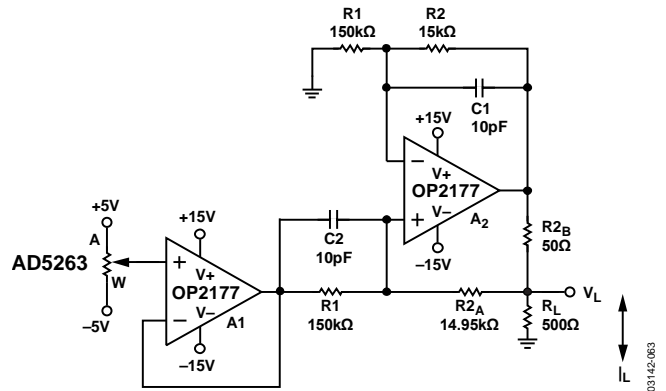 R1
150kΩ
R2
15kΩ
C1
10pF
+15V
V+
OP2177
V–
A2
–15V
+5V
A
AD5263
W
–5V
+15V
V+
OP2177
V–
A1
–15V
C2
10pF
R1
150kΩ
R2A
14.95kΩ
R2B
50Ω
VL
RL
500Ω
IL
03142-063
−
+
+
−